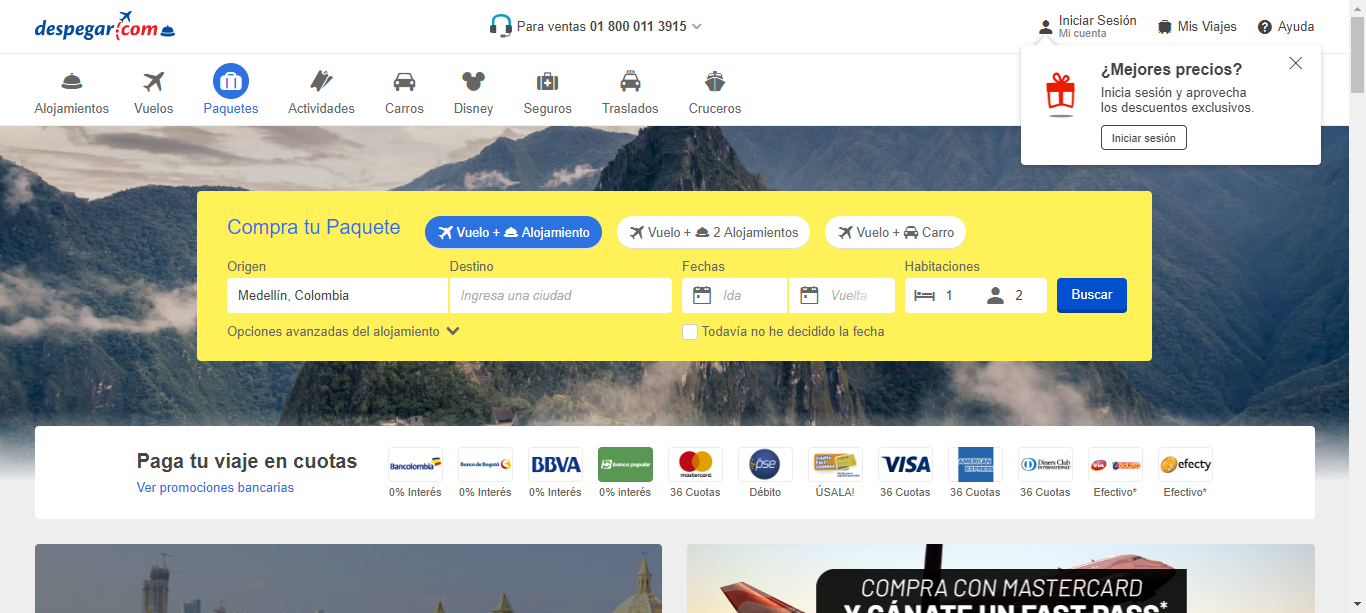 despegar.com
Para ventas 01 800 011 3915
Iniciar Sesión
Mi cuenta
Mis Viajes
Ayuda
Alojamientos
Vuelos
Paquetes
Actividades
Carros
Disney
Seguros
Traslados
Cruceros
¿Mejores precios?
Inicia sesión y aprovecha
los descuentos exclusivos.
Iniciar sesión
Compra tu Paquete
Vuelo + Alojamiento
Vuelo + 2 Alojamientos
Vuelo + Carro
Origen
Destino
Fechas
Habitaciones
Medellín, Colombia
Ingresa una ciudad
Ida
Vuelta
1
2
Buscar
Opciones avanzadas del alojamiento
Todavía no he decidido la fecha
Paga tu viaje en cuotas
Ver promociones bancarias
Bancolombia
0% Interés
Banco de Bogotá
0% Interés
BBVA
0% Interés
banco popular
0% interés
mastercard
36 Cuotas
pse
Débito
ÚSALA!
VISA
36 Cuotas
AMERICAN EXPRESS
36 Cuotas
Diners Club
INTERNATIONAL
36 Cuotas
via
Efectivo*
efecty
Efectivo*
COMPRA CON MASTERCARD
Y GÁNATE UN FAST PASS*